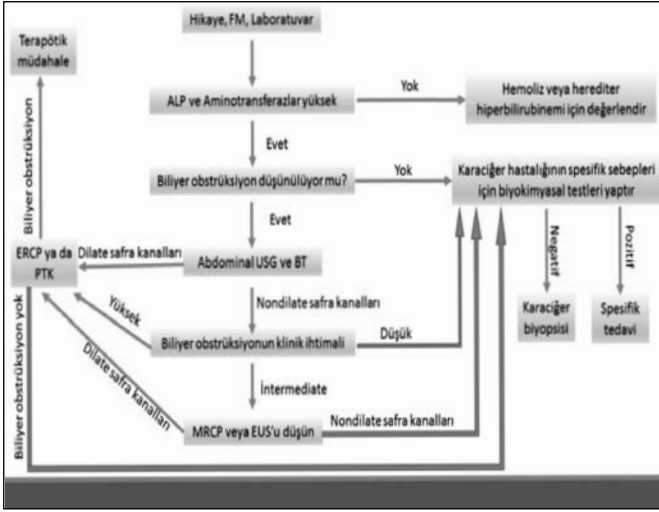 Hikaye, FM, Laboratuvar
Terapötik
müdahale
ALP ve Aminotransferazlar yüksek
Yok
Hemoliz veya herediter
hiperbilirubinemi için değerlendir
Evet
Biliyer obstrüksiyon
Biliyer obstrüksiyon düşünülüyor mu?
Yok
Karaciğer hastalığının spesifik sebepleri
için biyokimyasal testleri yaptır
Evet
ERCP ya da
PTK
Dilate safra kanalları
Abdominal USG ve BT
Negatif
Pozitif
Nondilate safra kanalları
Karaciğer
biyopsisi
Spesifik
tedavi
Yüksek
Biliyer obstrüksiyonun klinik ihtimali
Düşük
Biliyer obstrüksiyon yok
Dilate safra kanalları
İntermediate
MRCP veya EUS'u düşün
Nondilate safra kanalları